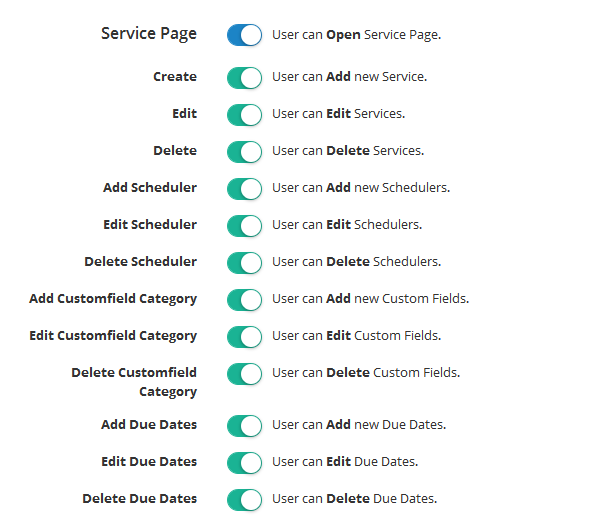 Service Page User can Open Service Page.
Create User can Add new Service.
Edit User can Edit Services.
Delete User can Delete Services.
Add Scheduler User can Add new Schedulers.
Edit Scheduler User can Edit Schedulers.
Delete Scheduler User can Delete Schedulers.
Add Customfield Category User can Add new Custom Fields.
Edit Customfield Category User can Edit Custom Fields.
Delete Customfield User can Delete Custom Fields.
Category
Add Due Dates User can Add new Due Dates.
Edit Due Dates User can Edit Due Dates.
Delete Due Dates User can Delete Due Dates.